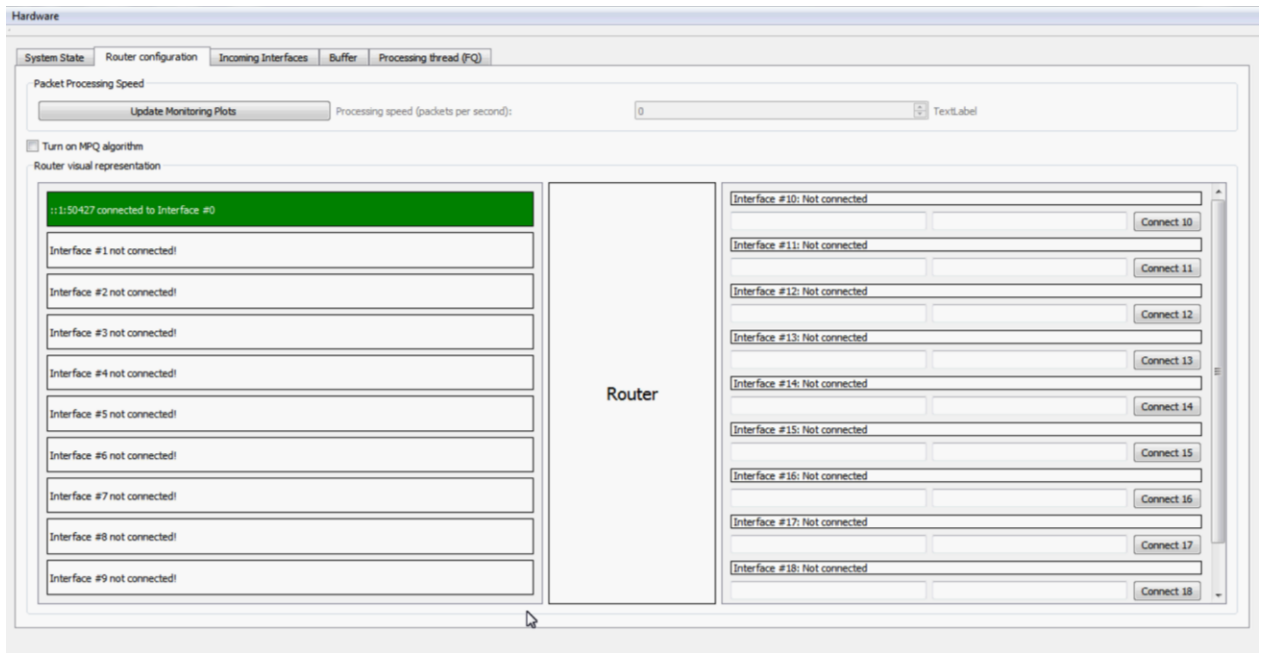 Hardware
System State Router configuration Incoming Interfaces Buffer Processing thread (FQ)
Packet Processing Speed
Update Monitoring Plots Processing speed (packets per second): 0 TextLabel
Turn on MPQ algorithm
Router visual representation
::1:50427 connected to Interface #0
Interface #1 not connected!
Interface #2 not connected!
Interface #3 not connected!
Interface #4 not connected!
Interface #5 not connected!
Interface #6 not connected!
Interface #7 not connected!
Interface #8 not connected!
Interface #9 not connected!
Router
Interface #10: Not connected
Connect 10
Interface #11: Not connected
Connect 11
Interface #12: Not connected
Connect 12
Interface #13: Not connected
Connect 13
Interface #14: Not connected
Connect 14
Interface #15: Not connected
Connect 15
Interface #16: Not connected
Connect 16
Interface #17: Not connected
Connect 17
Interface #18: Not connected
Connect 18